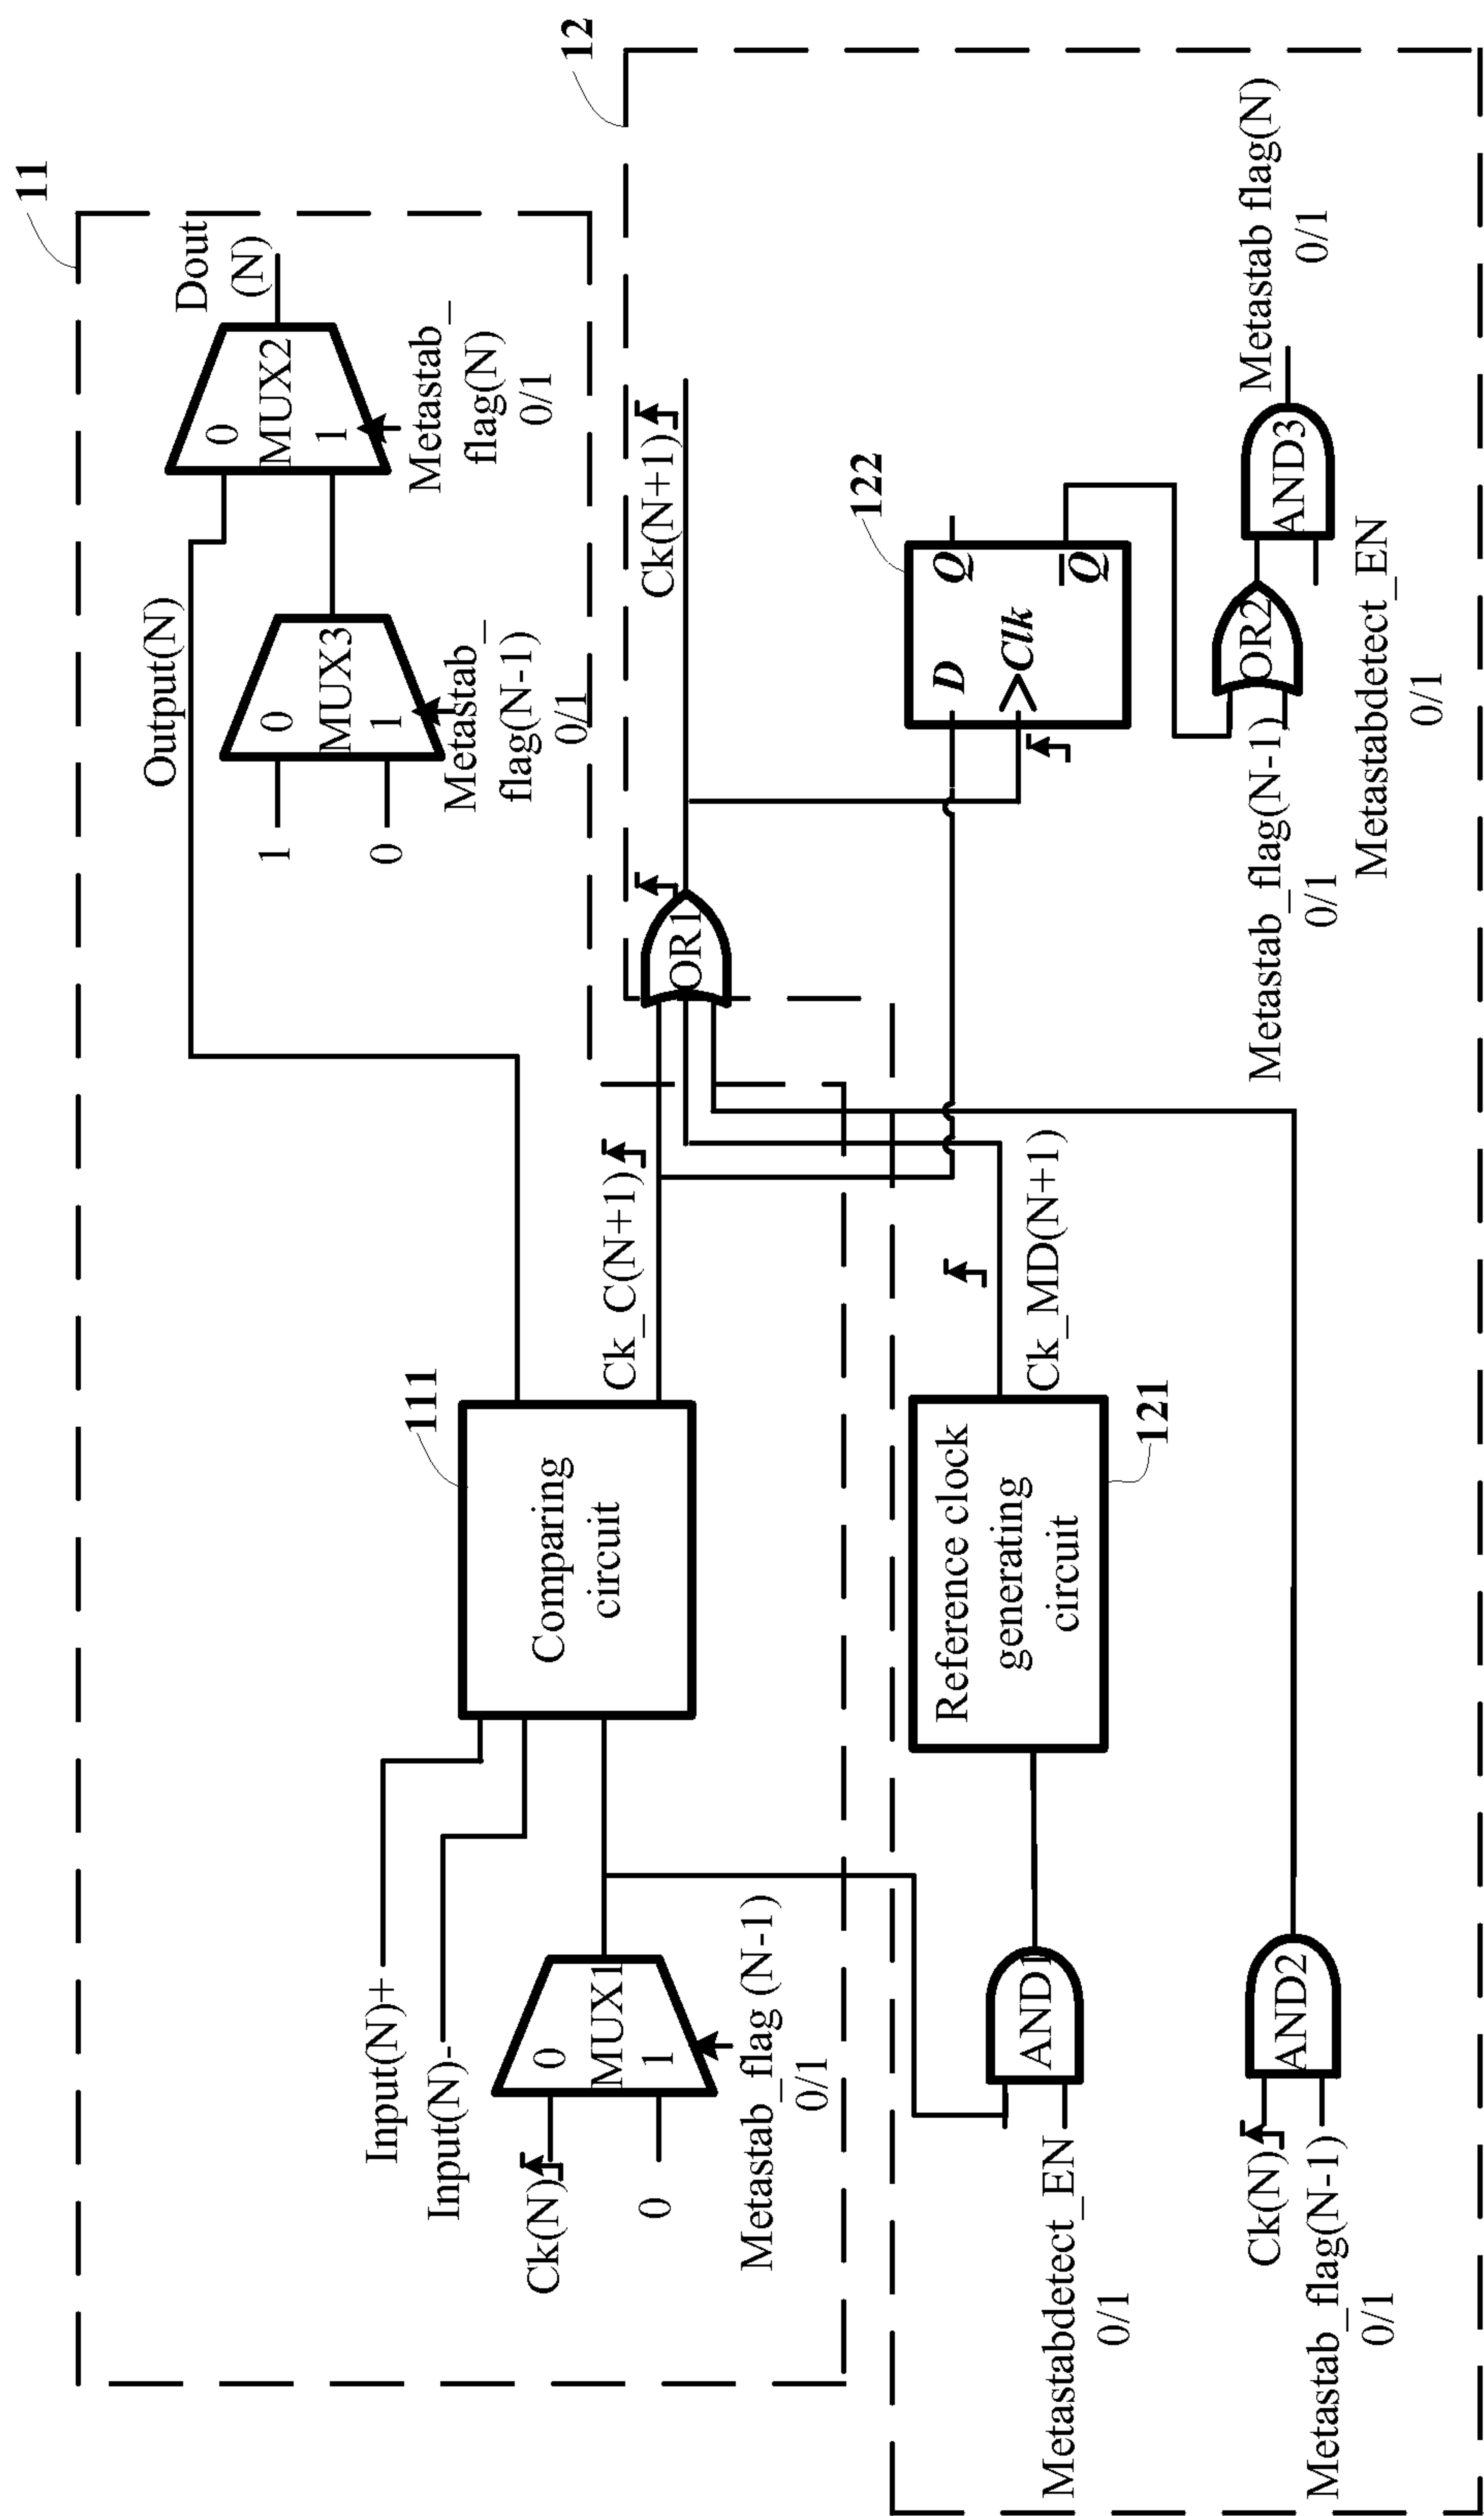 11
Output(N)
Dout
(N)
0
MUX2
1
Metastab_
flag(N)
0/1
1
0
0
MUX3
1
Metastab_
flag(N-1)
0/1
Input(N)+
Input(N)-
111
Comparing
circuit
Ck(N)
0
0
MUX1
1
Metastab_flag (N-1)
0/1
Ck_C(N+1)
12
OR1
Ck(N+1)
Metastabdetect_EN
0/1
AND1
Reference clock
generating
circuit
121
Ck_MD(N+1)
122
D
>Clk
Q
Q̅
Ck(N)
Metastab_flag(N-1)
0/1
AND2
Metastab_flag(N-1)
0/1
OR2
Metastabdetect_EN
0/1
AND3
Metastab flag(N)
0/1